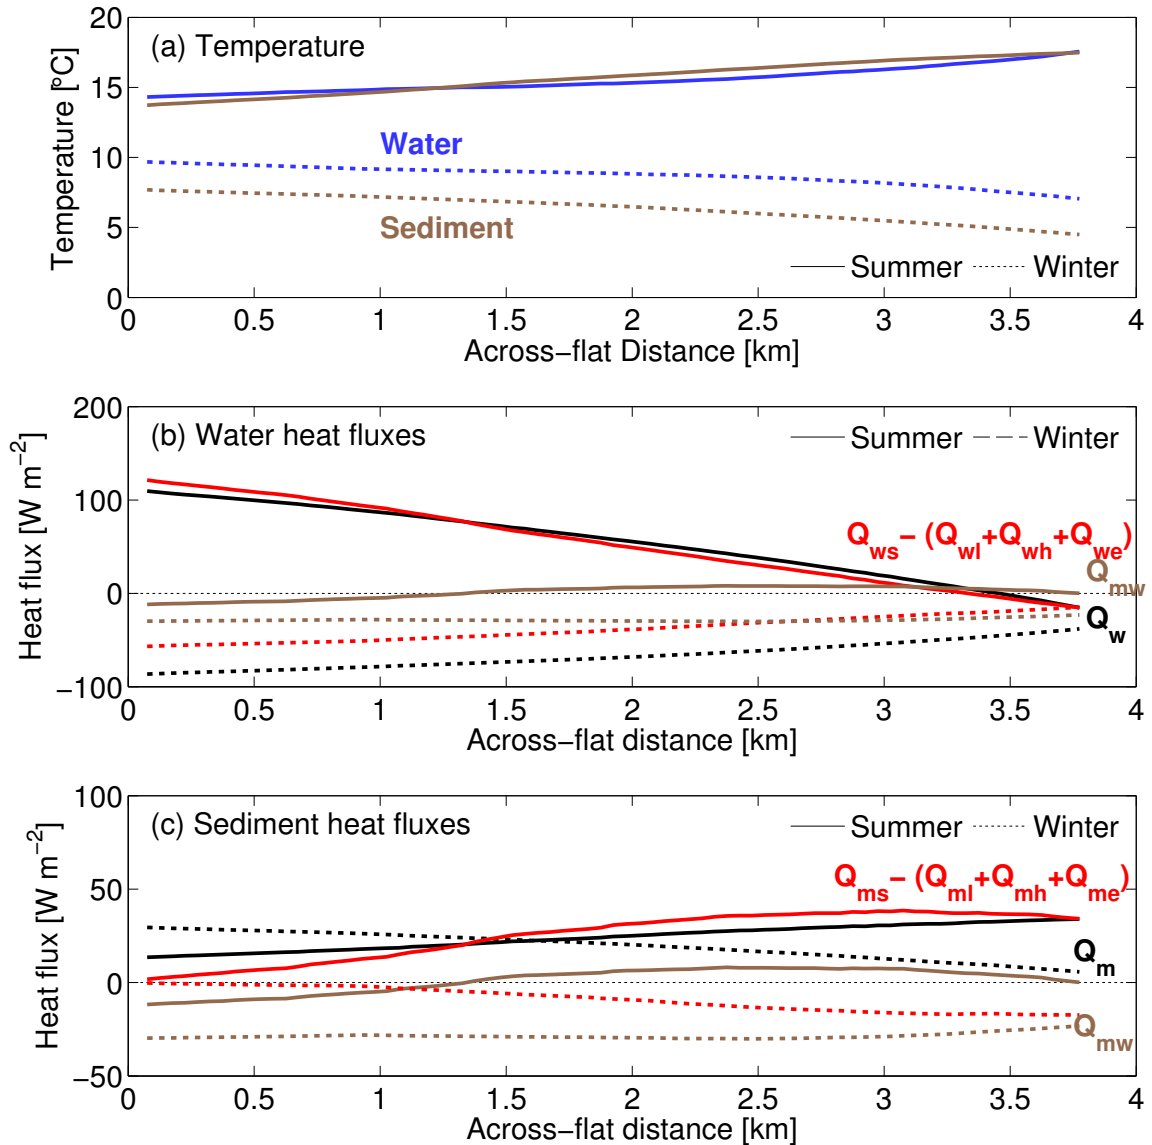 (a) Temperature
Temperature [°C]
20
15
10
5
0
Water
Sediment
Summer Winter
0 0.5 1 1.5 2 2.5 3 3.5 4
Across−flat Distance [km]
(b) Water heat fluxes
Summer Winter
Heat flux [W m−2]
200
100
0
−100
Qws− (Qwl+Qwh+Qwe)
Qmw
Qw
0 0.5 1 1.5 2 2.5 3 3.5 4
Across−flat distance [km]
(c) Sediment heat fluxes
Summer Winter
Heat flux [W m−2]
100
50
0
−50
Qms− (Qml+Qmh+Qme)
Qm
Qmw
0 0.5 1 1.5 2 2.5 3 3.5 4
Across−flat distance [km]